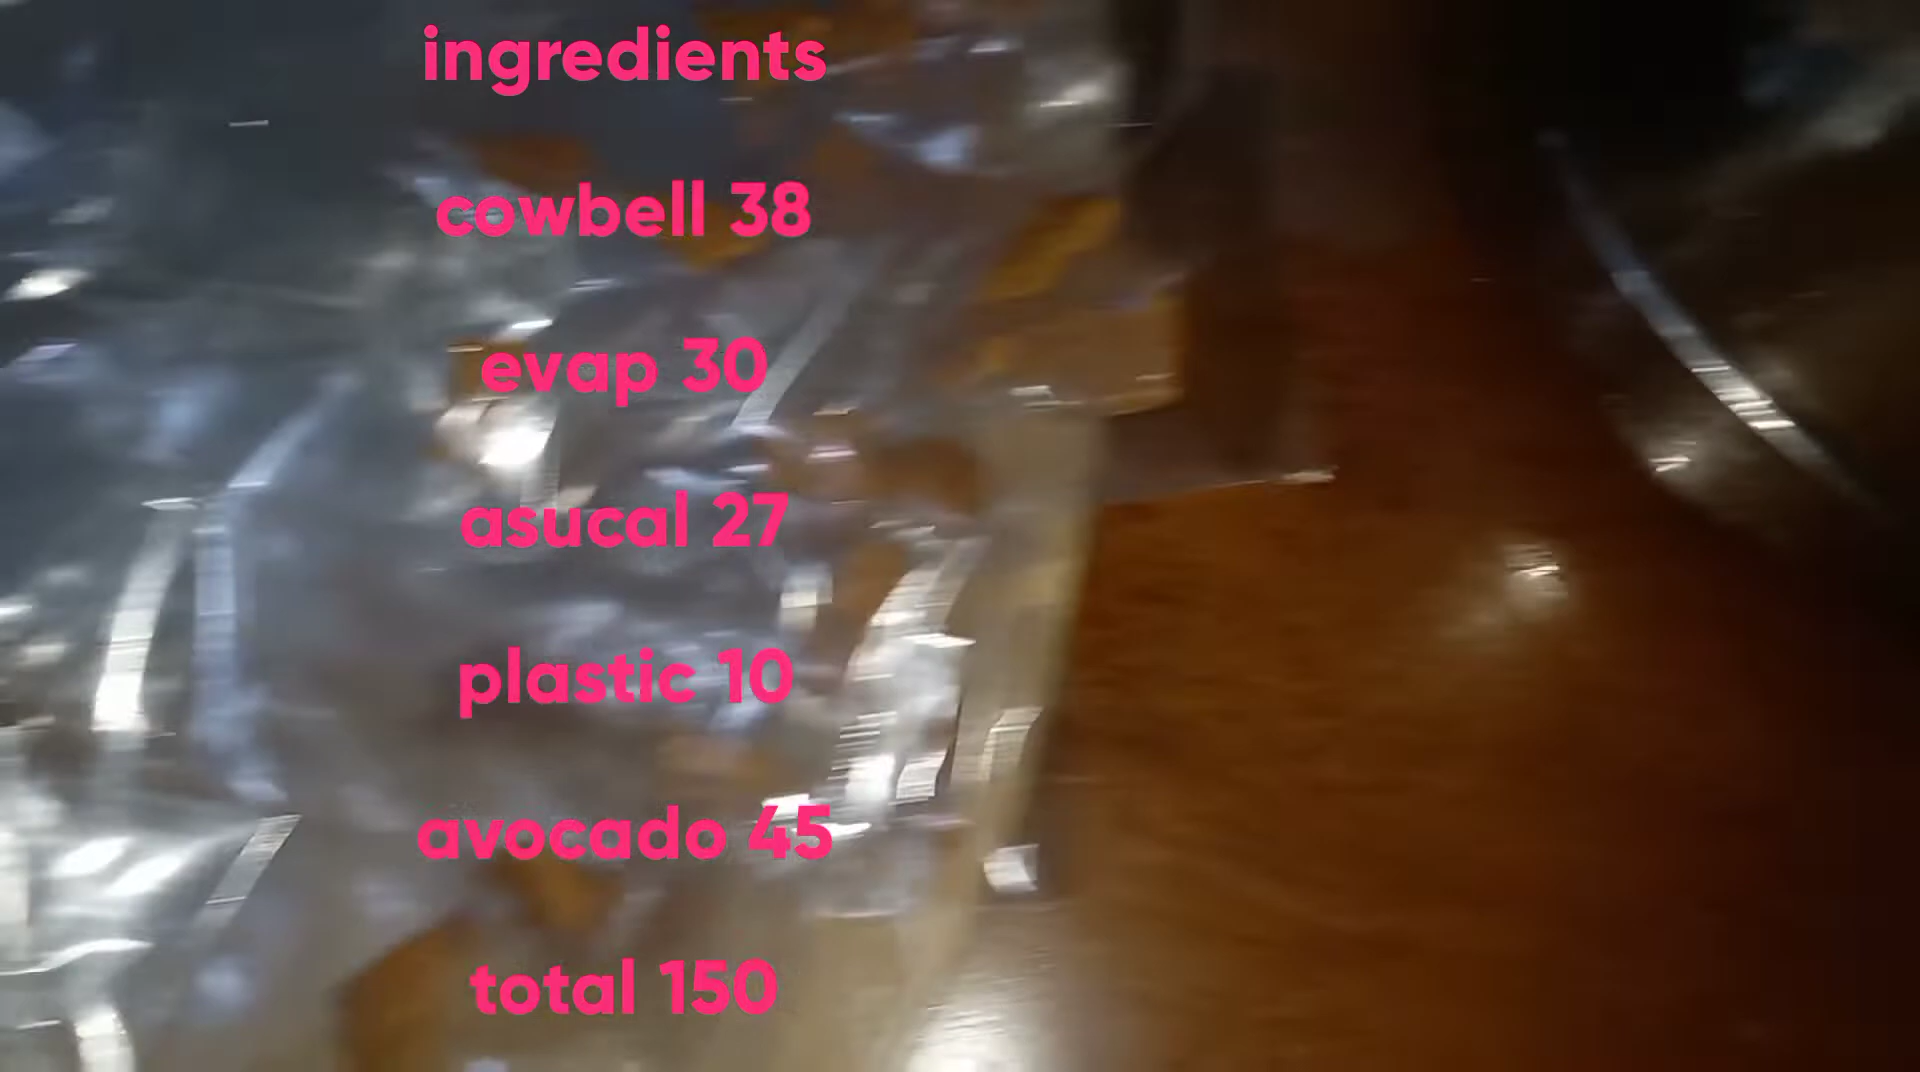 ingredients
cowbell 38
evap 30
asucal 27
plastic 10
avocado 45
total 150